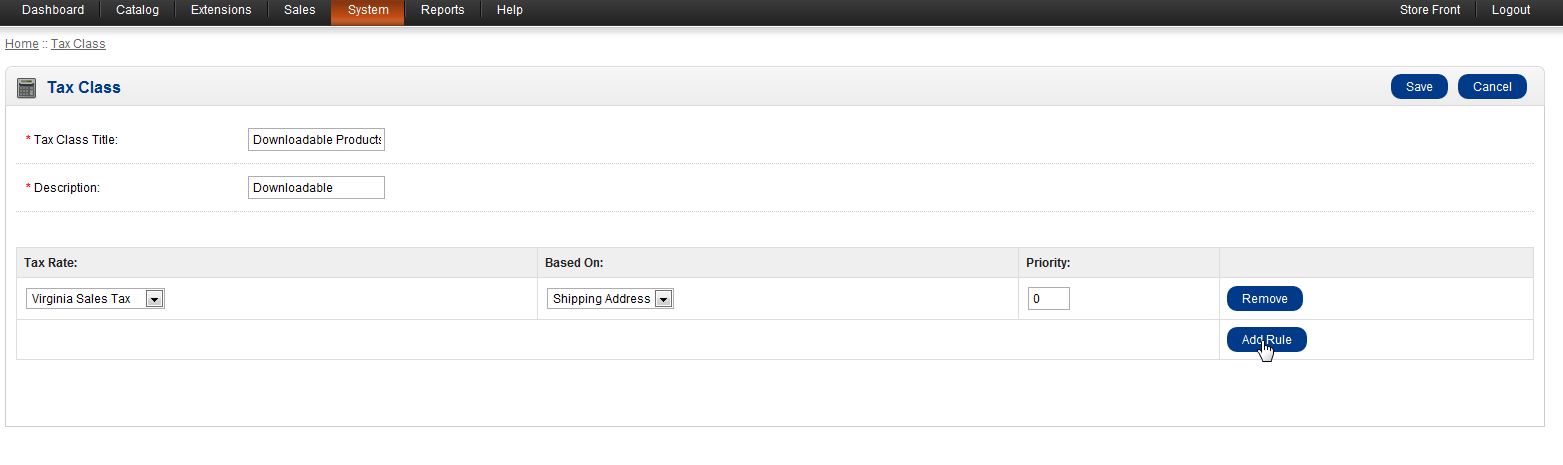 Dashboard Catalog Extensions Sales System Reports Help Store Front Logout
Home :: Tax Class
Tax Class Save Cancel
* Tax Class Title: Downloadable Products
* Description: Downloadable
Tax Rate: Based On: Priority:
Virginia Sales Tax Shipping Address 0 Remove
Add Rule